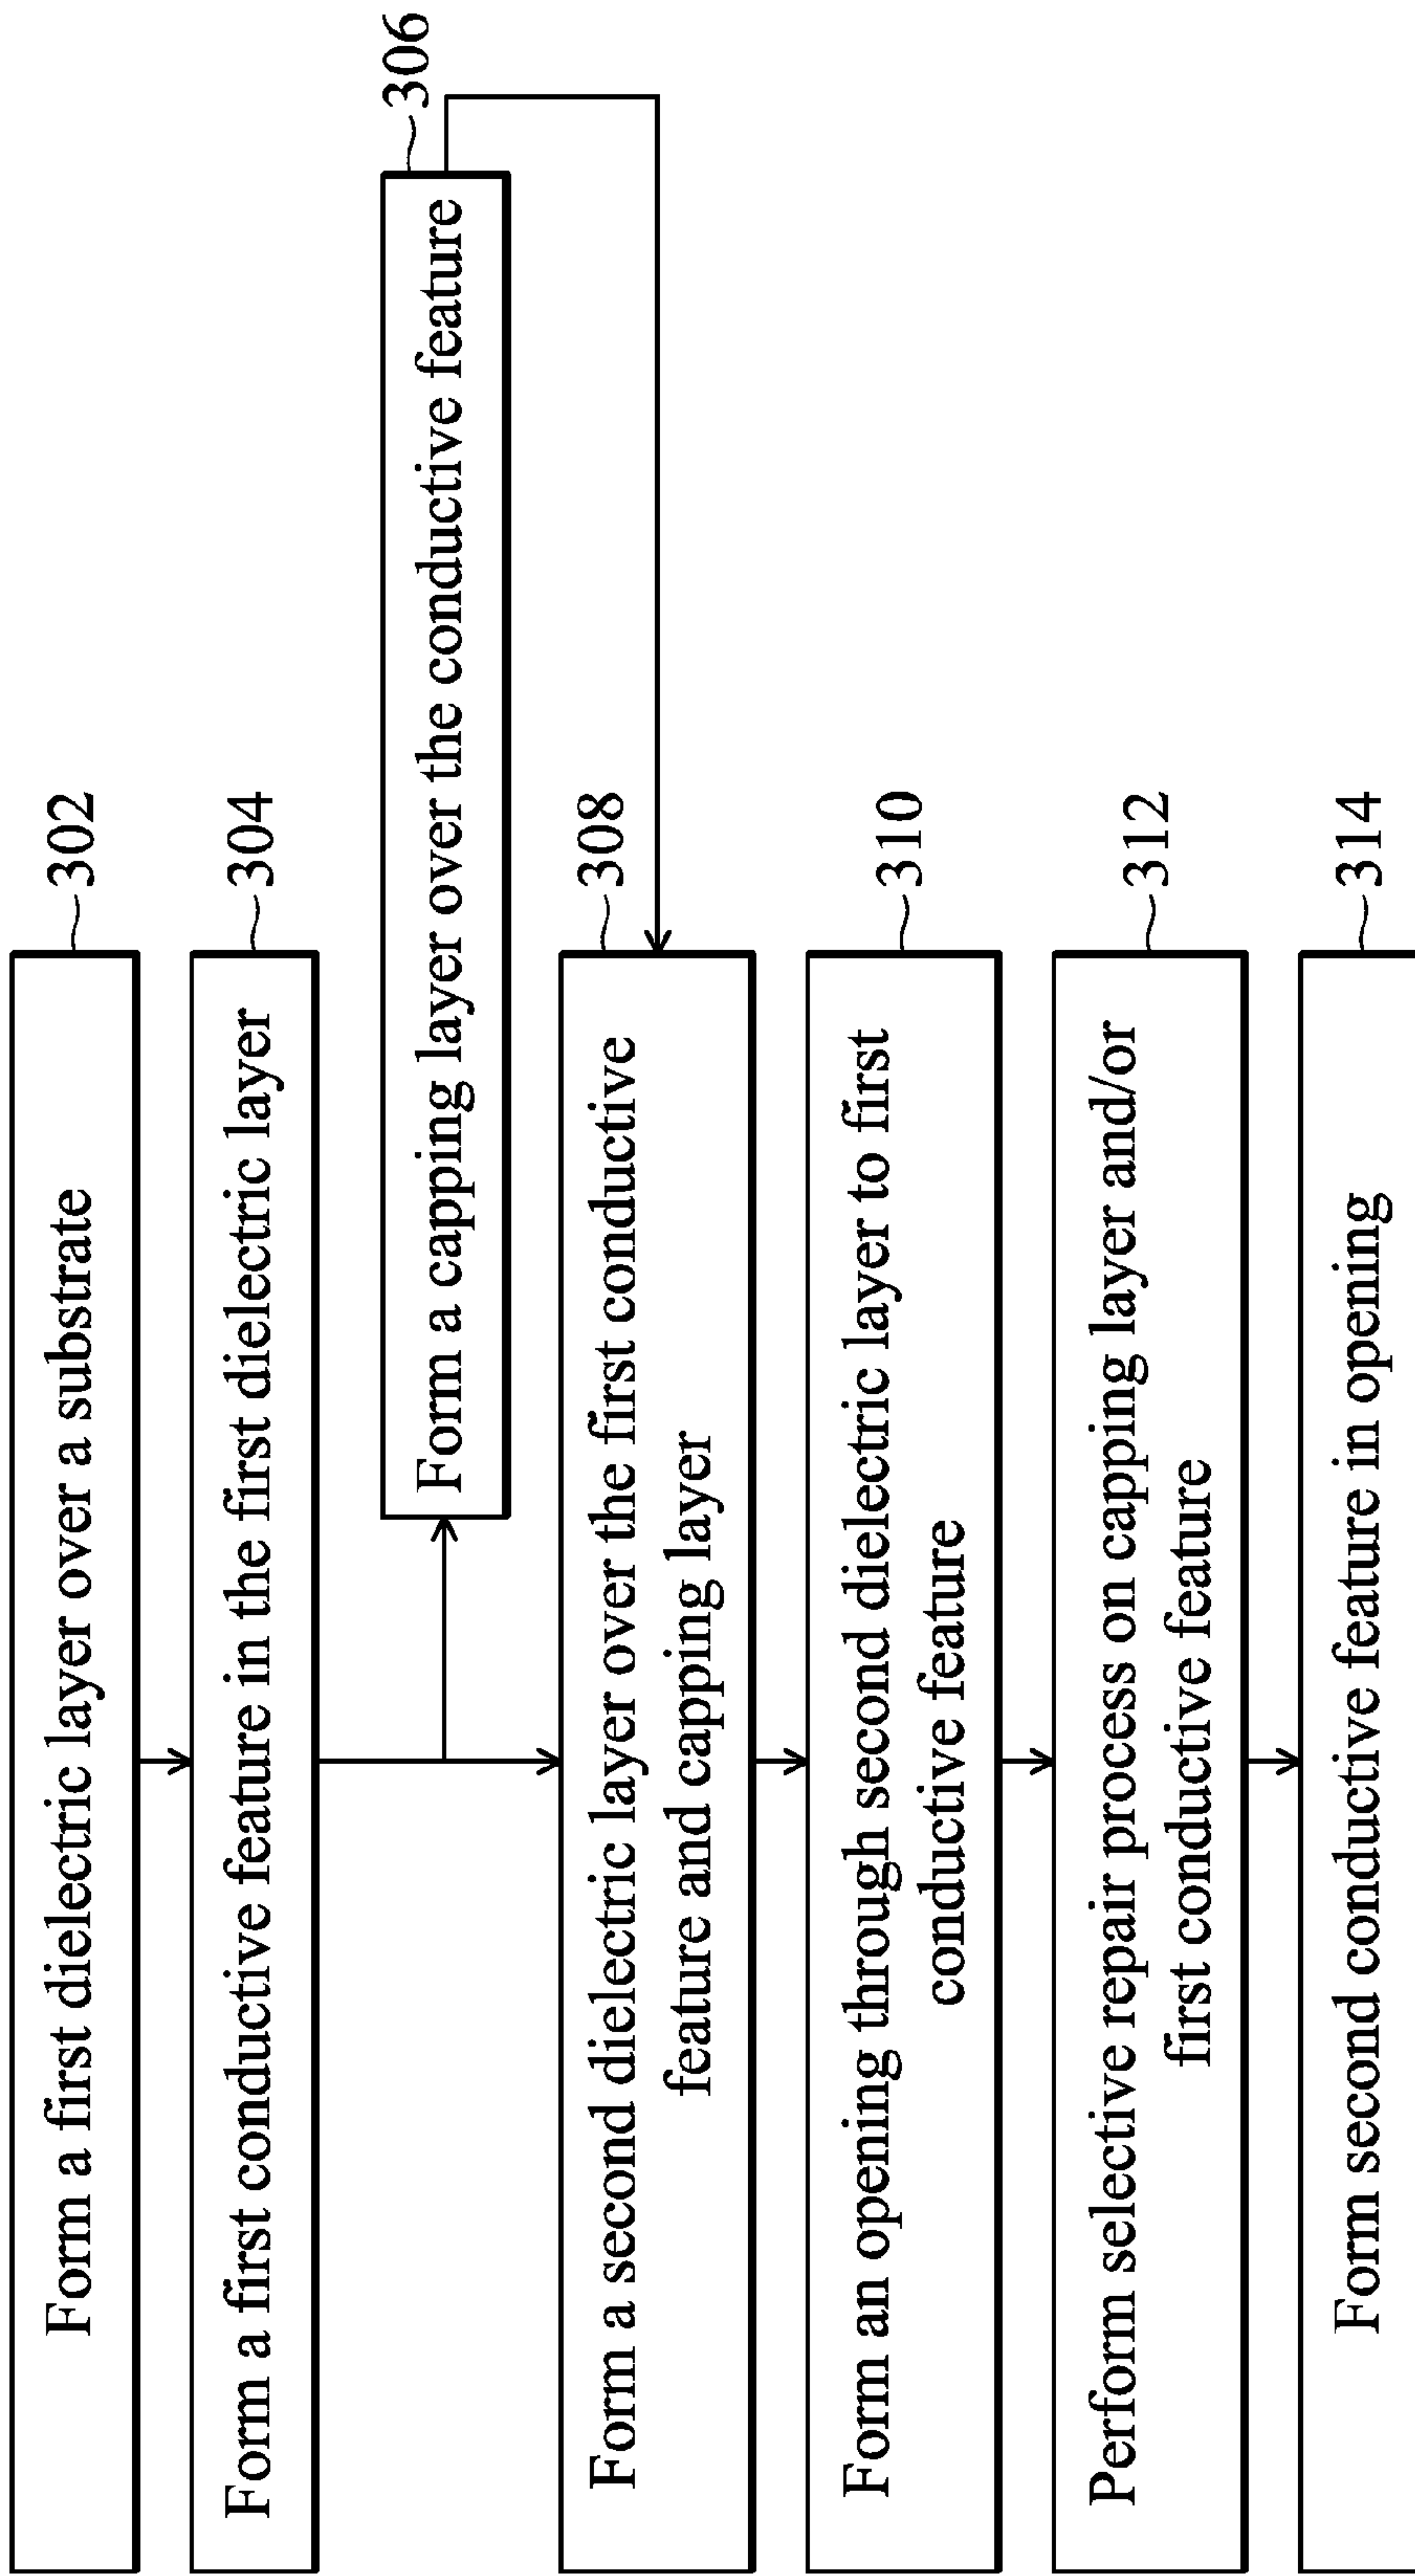 302
Form a first dielectric layer over a substrate
304
Form a first conductive feature in the first dielectric layer
306
Form a capping layer over the conductive feature
308
Form a second dielectric layer over the first conductive
feature and capping layer
310
Form an opening through second dielectric layer to first
conductive feature
312
Perform selective repair process on capping layer and/or
first conductive feature
314
Form second conductive feature in opening